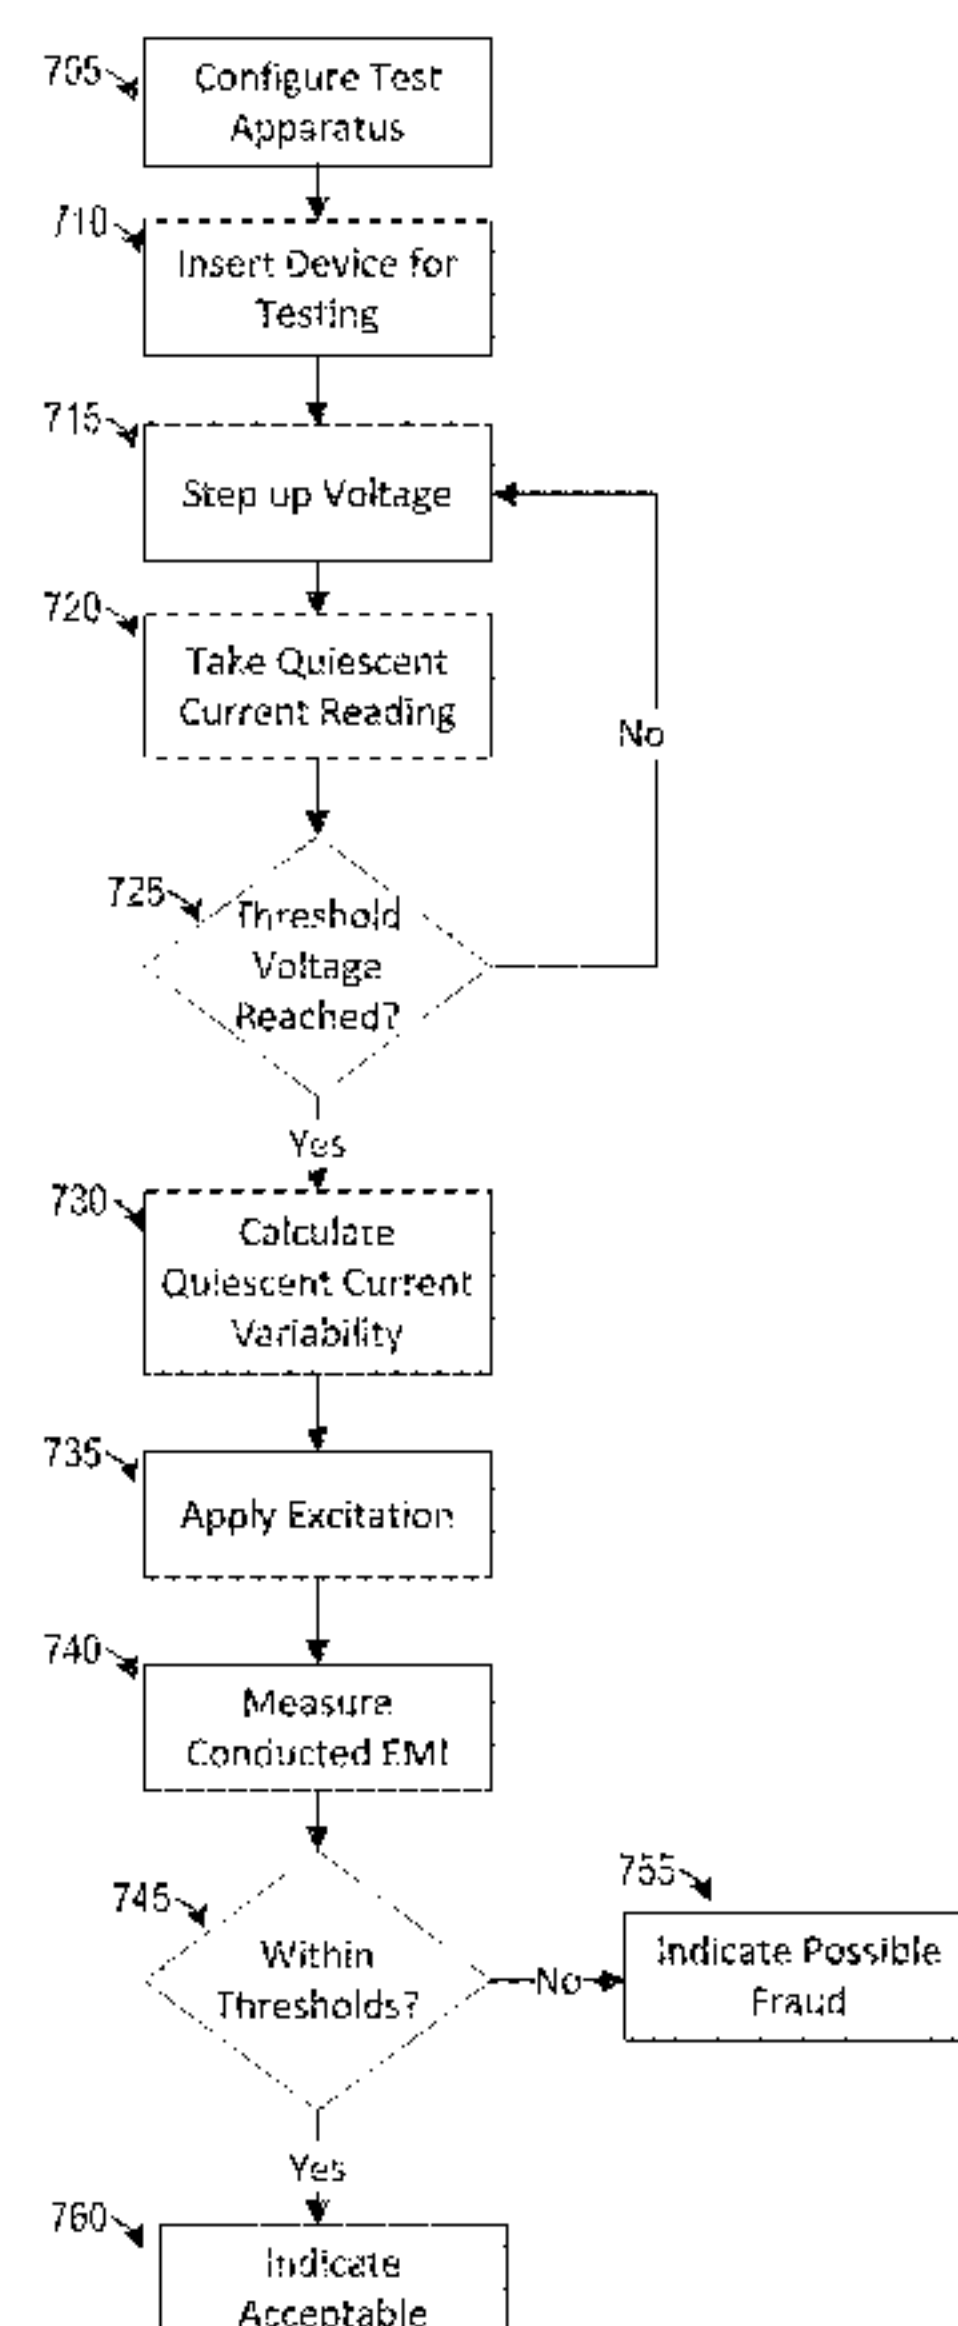 705
Configure Test
Apparatus
710
Insert Device for
Testing
715
Step up Voltage
720
Take Quiescent
Current Reading
No
725
Threshold
Voltage
Reached?
Yes
730
Calculate
Quiescent Current
Variability
735
Apply Excitation
740
Measure
Conducted EMI
745
Within
Thresholds?
No
755
Indicate Possible
Fraud
Yes
760
Indicate
Acceptable